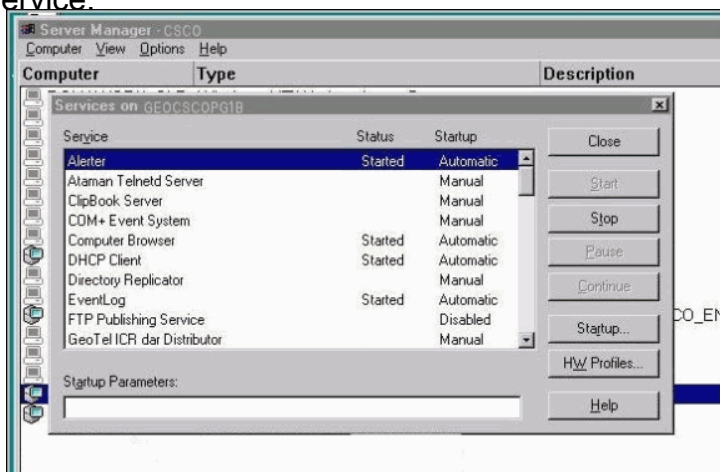 ervice.
Server Manager - CSCO
Computer View Options Help
Computer Type Description
Services on GEOCSCOPG1B
Service Status Startup
Alerter Started Automatic
Ataman Telnetd Server Manual
ClipBook Server Manual
COM+ Event System Manual
Computer Browser Started Automatic
DHCP Client Started Automatic
Directory Replicator Manual
EventLog Started Automatic
FTP Publishing Service Disabled
GeoTel ICR dar Distributor Manual
Startup Parameters:
Close
Start
Stop
Pause
Continue
Startup...
HW Profiles...
Help
CO_EN